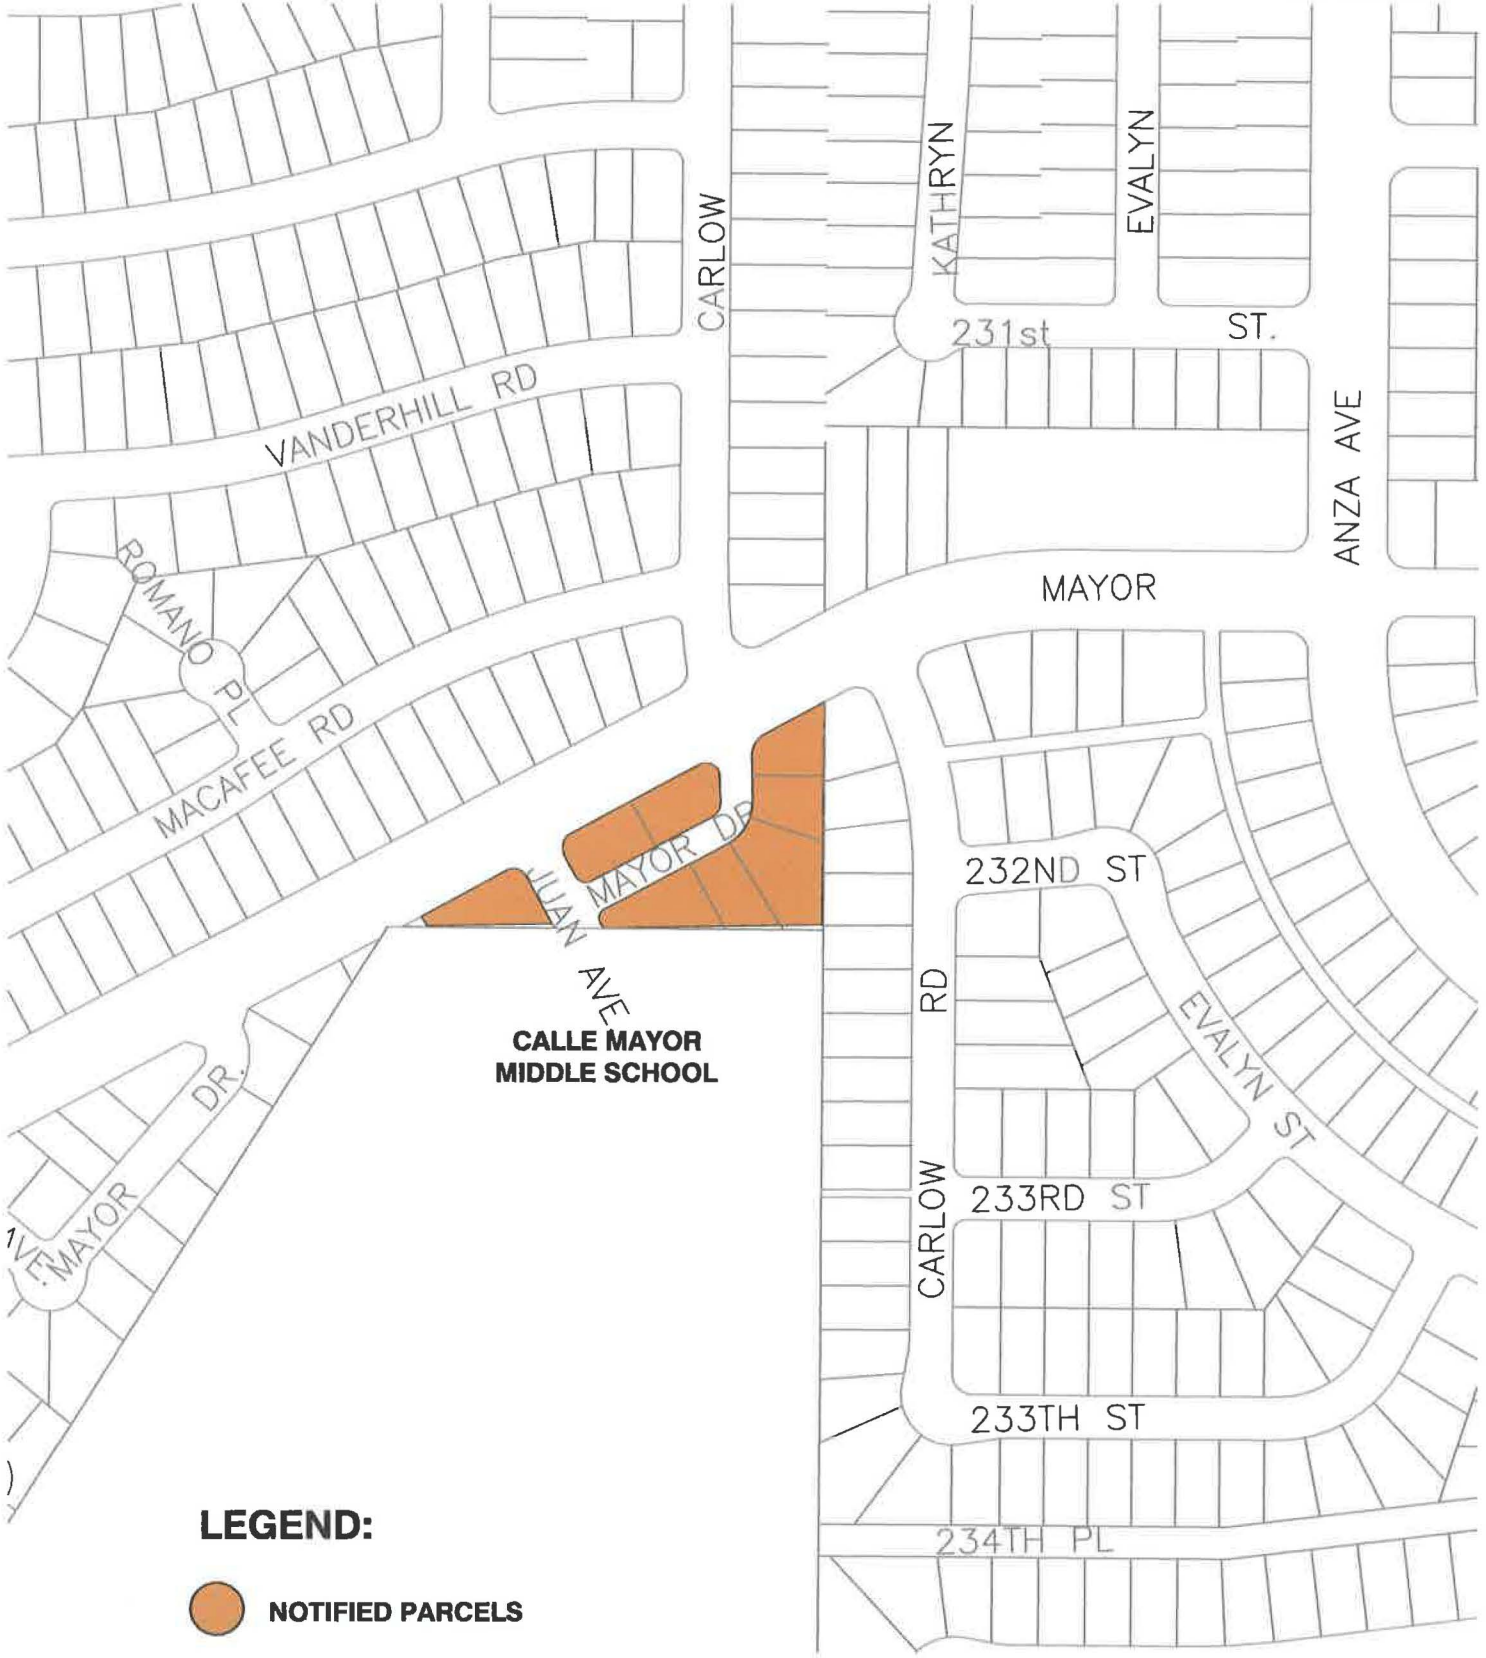 KATHRYN
EVALYN
CARLOW
231st
ST.
VANDERHILL RD
ANZA AVE
MAYOR
ROMANO PL
MACAFEE RD
MAYOR DR
JUAN AVE
232ND ST
RD
CARLOW
EVALYN ST
CALLE MAYOR
MIDDLE SCHOOL
DR.
MAYOR
AVE.
233RD ST
233TH ST
234TH PL
LEGEND:
NOTIFIED PARCELS